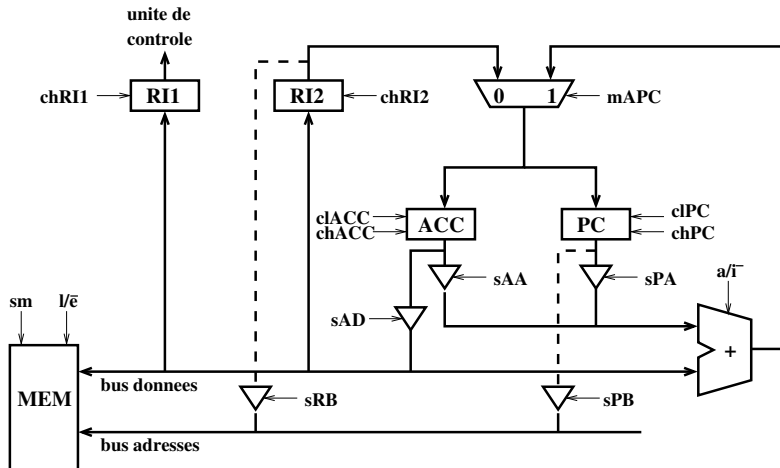 unite de
controle
chRI1
RI1
RI2
chRI2
0 1
mAPC
clACC
chACC
ACC
PC
clPC
chPC
sAA
sPA
a/i̅
sm
l/e̅
sAD
+
MEM
bus donnees
sRB
sPB
bus adresses